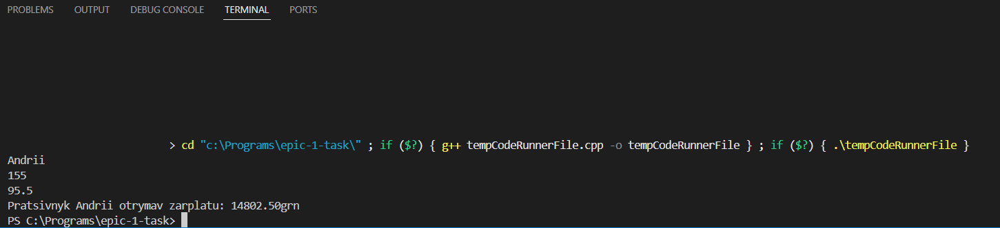 PROBLEMS OUTPUT DEBUG CONSOLE TERMINAL PORTS
> cd "c:\Programs\epic-1-task\" ; if ($?) { g++ tempCodeRunnerFile.cpp -o tempCodeRunnerFile } ; if ($?) { .\tempCodeRunnerFile }
Andrii
155
95.5
Pratsivnyk Andrii otrymav zarplatu: 14802.50grn
PS C:\Programs\epic-1-task>